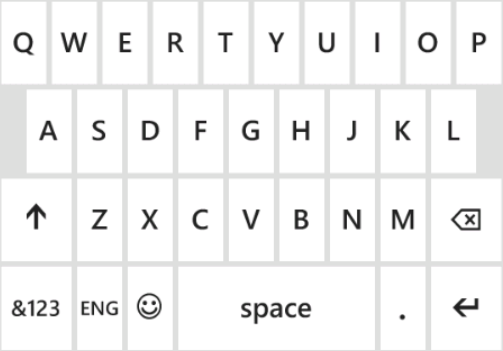 Q W E R T Y U I O P
A S D F G H J K L
↑ Z X C V B N M ⌫
&123 ENG ☺ space . ↵